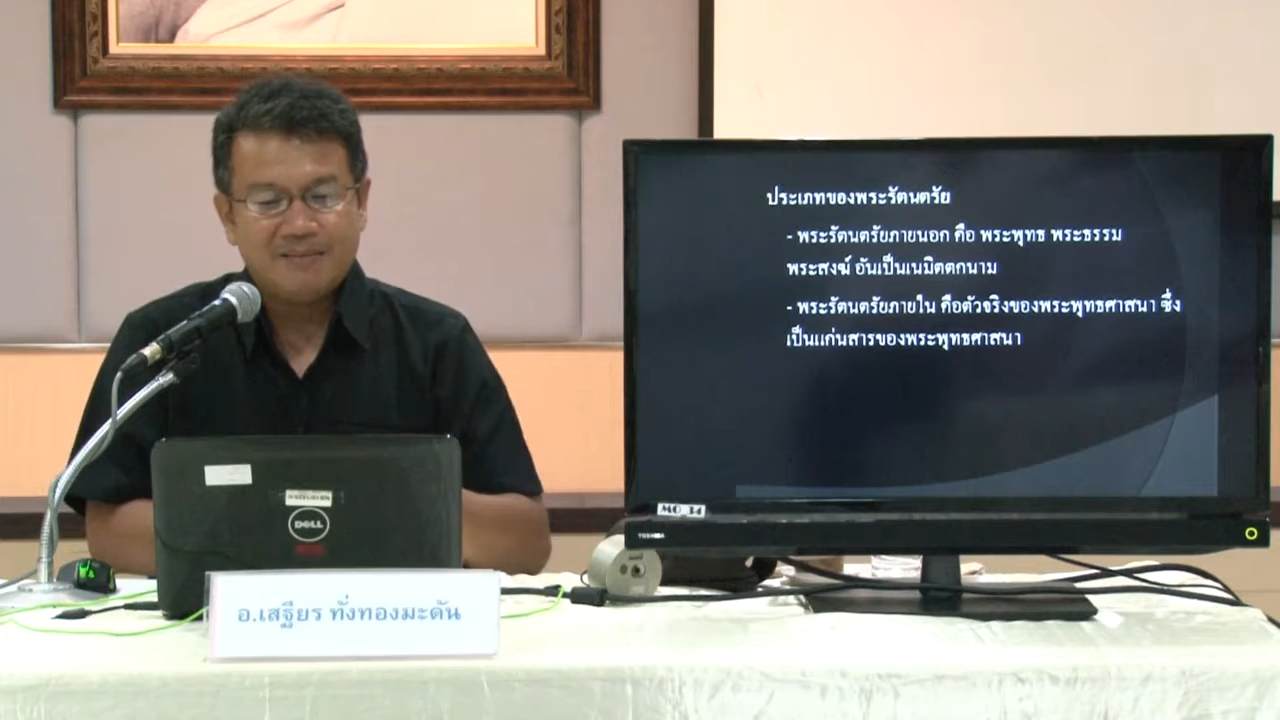 ประเภทของพระรัตนตรัย
- พระรัตนตรัยภายนอก คือ พระพุทธ พระธรรม
พระสงฆ์ อันเป็นเนมิตตกนาม
- พระรัตนตรัยภายใน คือตัวจริงของพระพุทธศาสนา ซึ่ง
เป็นแก่นสารของพระพุทธศาสนา
MO_34
TOSHIBA
DELL
อ.เสฐียร ทั่งทองมะดัน